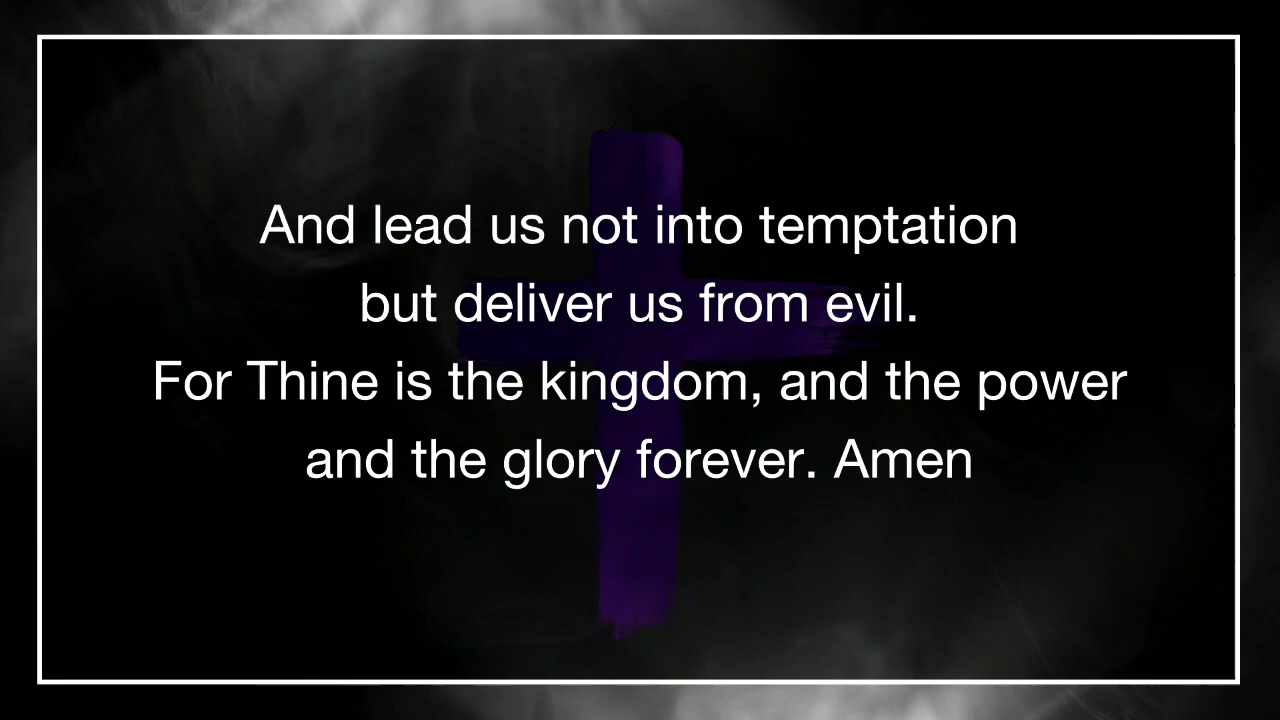 And lead us not into temptation
but deliver us from evil.
For Thine is the kingdom, and the power
and the glory forever. Amen